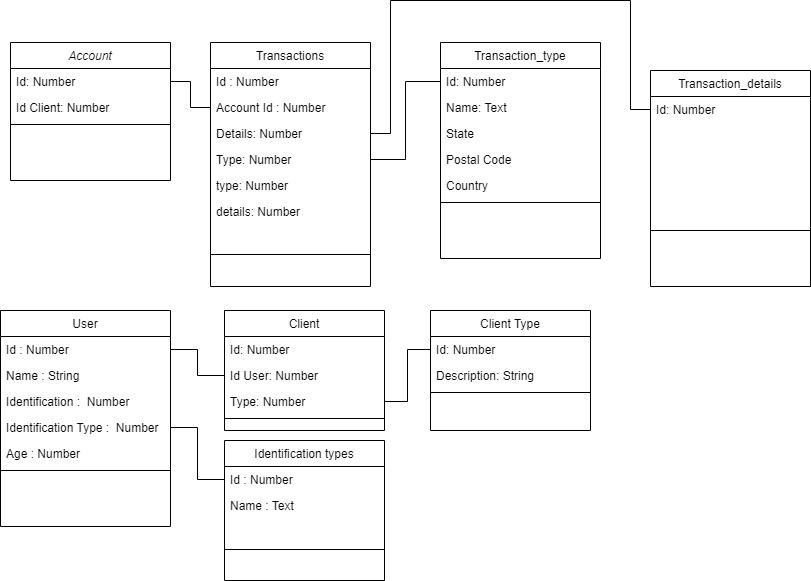 Account
Id: Number
Id Client: Number
Transactions
Id : Number
Account Id : Number
Details: Number
Type: Number
type: Number
details: Number
Transaction_type
Id: Number
Name: Text
State
Postal Code
Country
Transaction_details
Id: Number
User
Id : Number
Name : String
Identification :  Number
Identification Type :  Number
Age : Number
Client
Id: Number
Id User: Number
Type: Number
Client Type
Id: Number
Description: String
Identification types
Id : Number
Name : Text